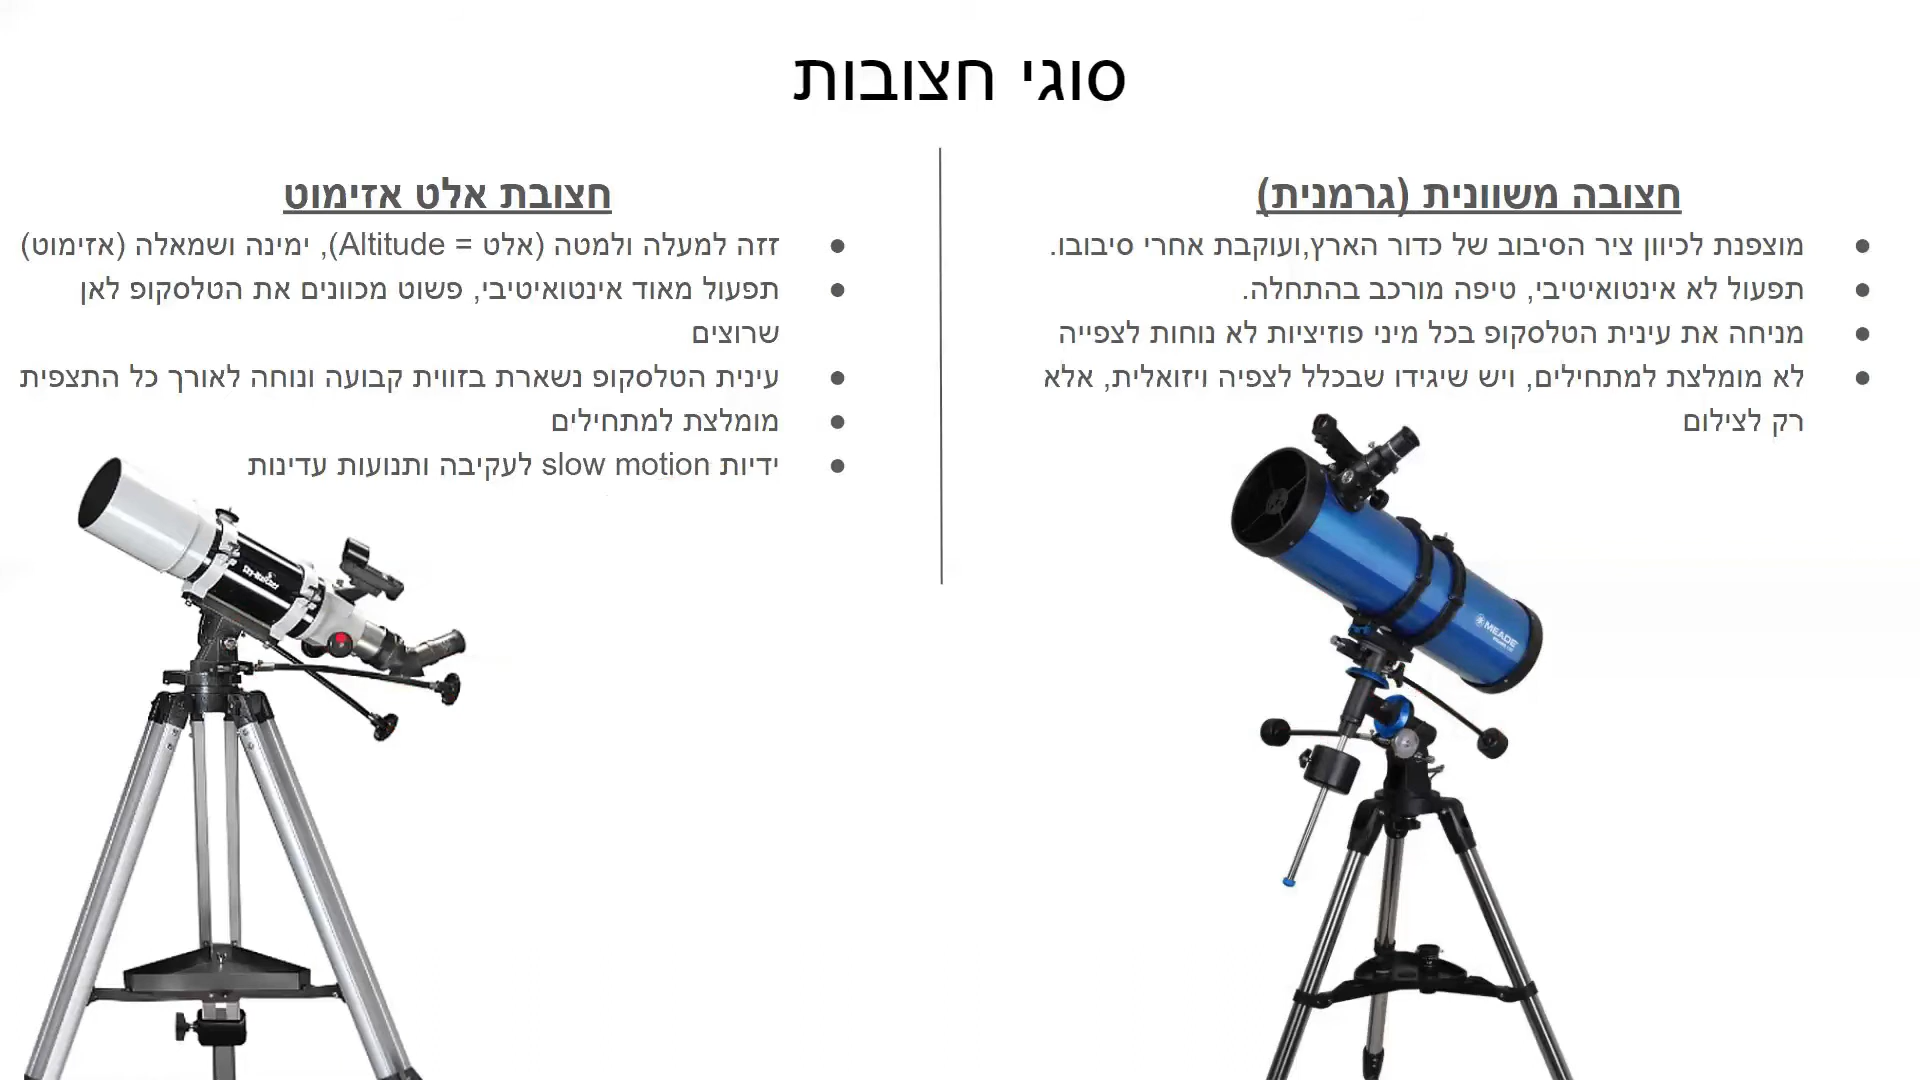 סוגי חצובות
חצובה משוונית (גרמנית)
● מוצפנת לכיוון ציר הסיבוב של כדור הארץ,ועוקבת אחרי סיבובו.
● תפעול לא אינטואיטיבי, טיפה מורכב בהתחלה.
● מניחה את עינית הטלסקופ בכל מיני פוזיציות לא נוחות לצפייה
● לא מומלצת למתחילים, ויש שיגידו שבכלל לצפיה ויזואלית, אלא
רק לצילום
חצובת אלט אזימוט
● זזה למעלה ולמטה (אלט = Altitude), ימינה ושמאלה (אזימוט)
● תפעול מאוד אינטואיטיבי, פשוט מכוונים את הטלסקופ לאן
שרוצים
● עינית הטלסקופ נשארת בזווית קבועה ונוחה לאורך כל התצפית
● מומלצת למתחילים
● ידיות slow motion לעקיבה ותנועות עדינות
Sky-Watcher
MEADE